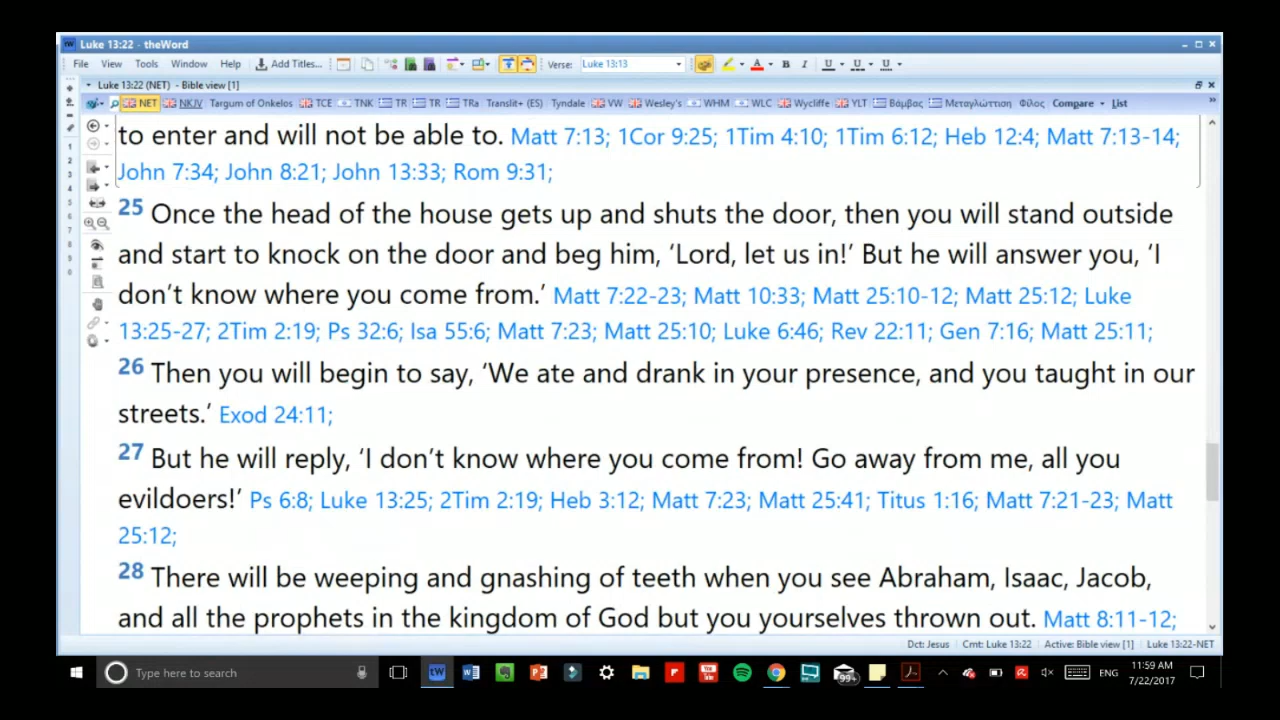 Luke 13:22 - theWord
File View Tools Window Help Add Titles... Verse: Luke 13:13 B I U U U
Luke 13:22 (NET) - Bible view [1]
NET NKJV Targum of Onkelos TCE TNK TR TR TRa Translit+ (ES) Tyndale VW Wesley's WHM WLC Wycliffe YLT Βάμβας Μεταγλώττιση Φίλος Compare List
to enter and will not be able to. Matt 7:13; 1Cor 9:25; 1Tim 4:10; 1Tim 6:12; Heb 12:4; Matt 7:13-14;
John 7:34; John 8:21; John 13:33; Rom 9:31;
25 Once the head of the house gets up and shuts the door, then you will stand outside
and start to knock on the door and beg him, ‘Lord, let us in!’ But he will answer you, ‘I
don’t know where you come from.’ Matt 7:22-23; Matt 10:33; Matt 25:10-12; Matt 25:12; Luke
13:25-27; 2Tim 2:19; Ps 32:6; Isa 55:6; Matt 7:23; Matt 25:10; Luke 6:46; Rev 22:11; Gen 7:16; Matt 25:11;
26 Then you will begin to say, ‘We ate and drank in your presence, and you taught in our
streets.’ Exod 24:11;
27 But he will reply, ‘I don’t know where you come from! Go away from me, all you
evildoers!’ Ps 6:8; Luke 13:25; 2Tim 2:19; Heb 3:12; Matt 7:23; Matt 25:41; Titus 1:16; Matt 7:21-23; Matt
25:12;
28 There will be weeping and gnashing of teeth when you see Abraham, Isaac, Jacob,
and all the prophets in the kingdom of God but you yourselves thrown out. Matt 8:11-12;
Dct: Jesus Cmt: Luke 13:22 Active: Bible view [1] Luke 13:22-NET
Type here to search 99+ ENG 11:59 AM
7/22/2017